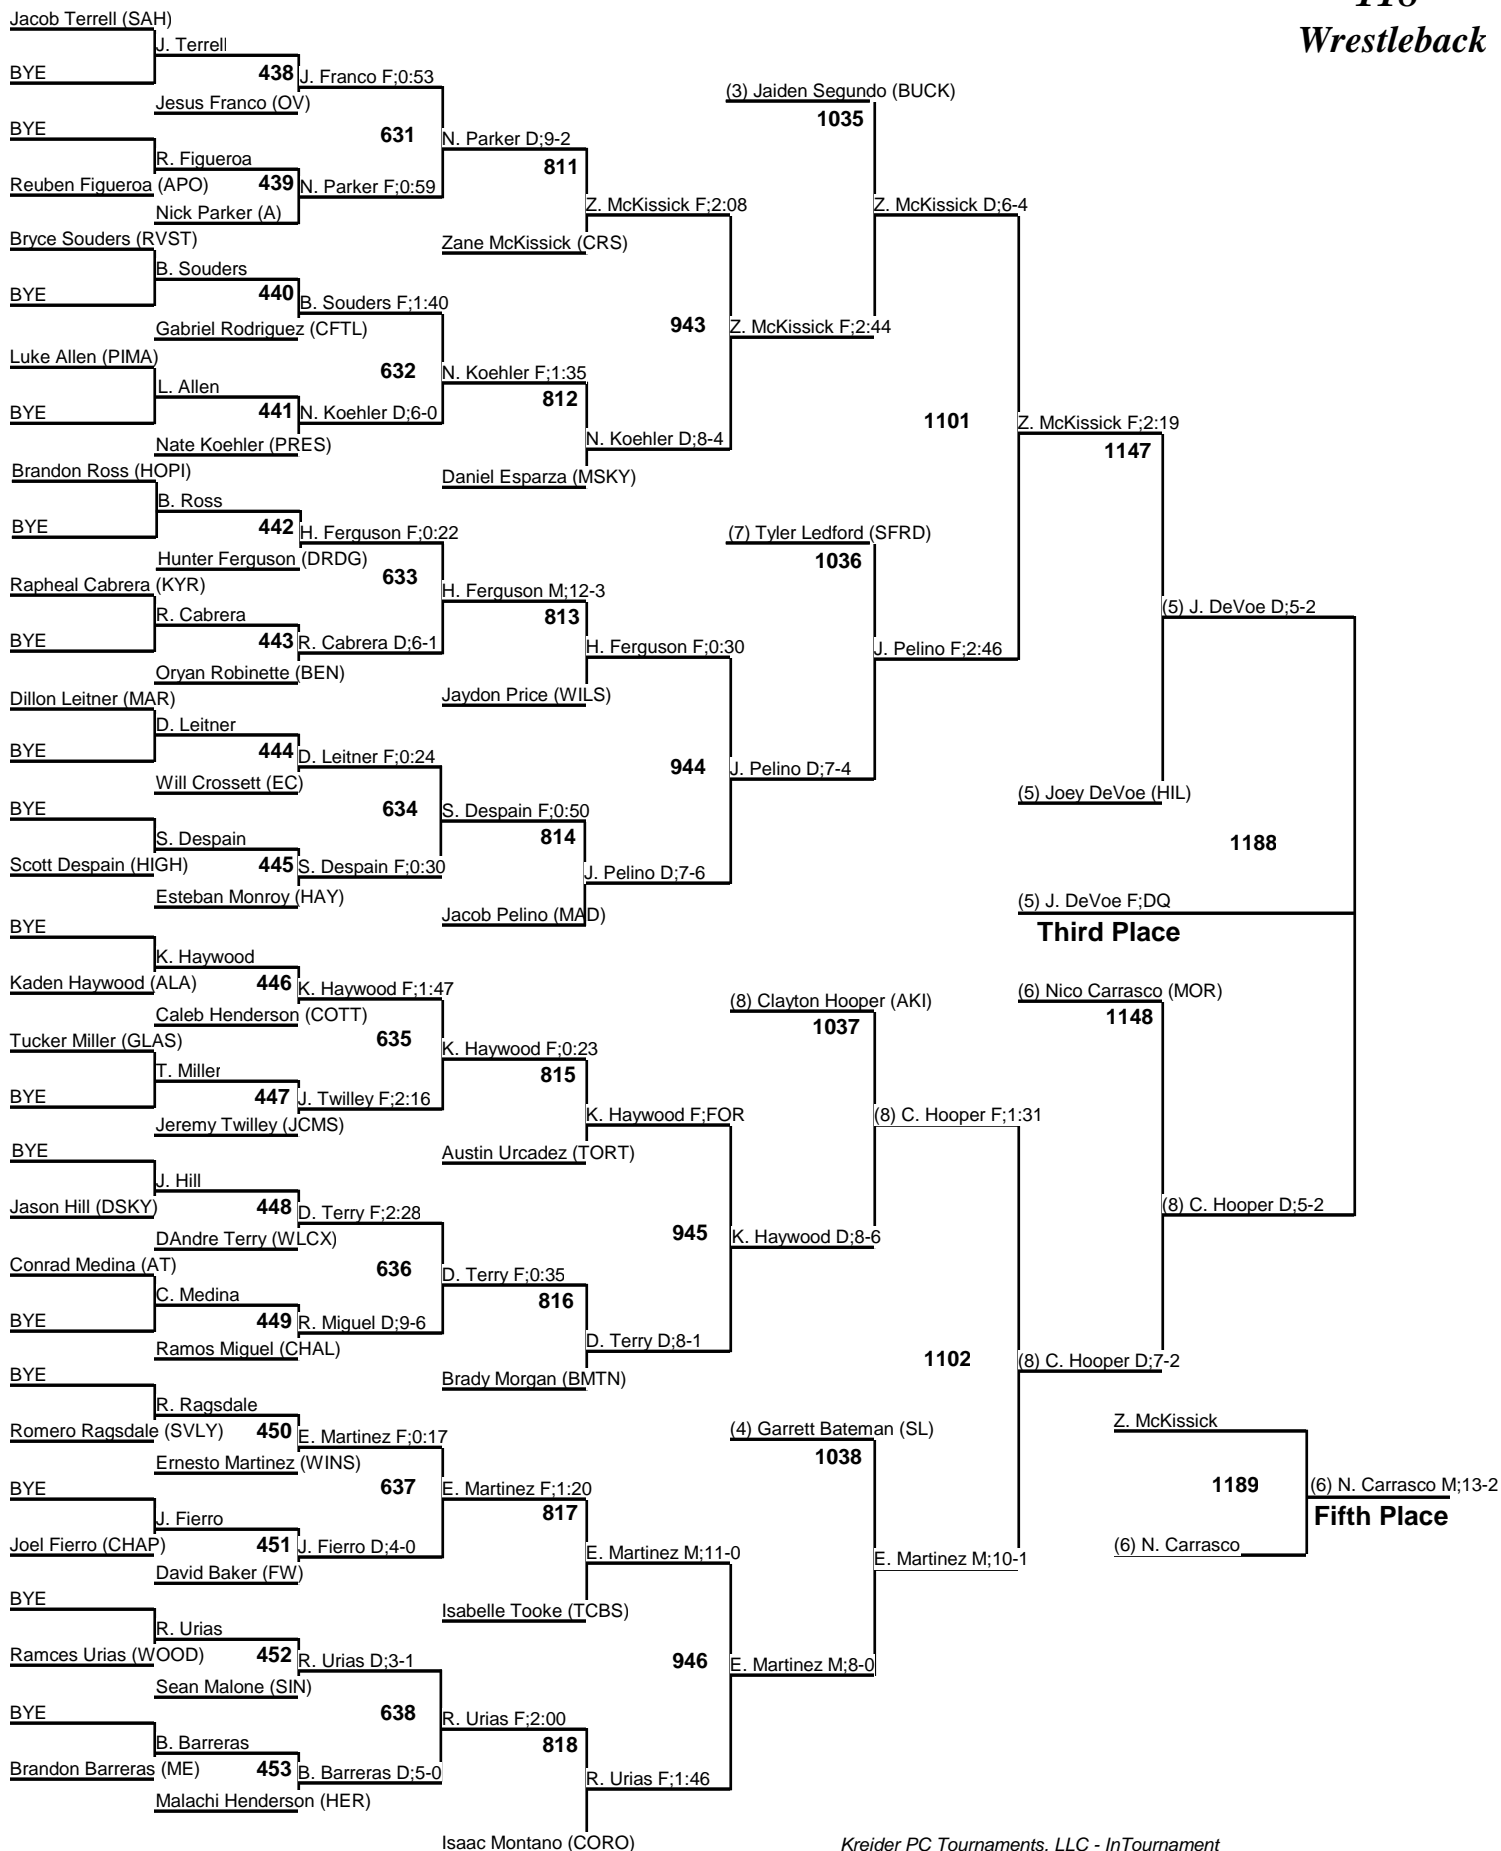 Wrestleback
Jacob Terrell (SAH)
J. Terrell
BYE
438
J. Franco F;0:53
Jesus Franco (OV)
BYE
631
N. Parker D;9-2
R. Figueroa
811
Reuben Figueroa (APO)
439
N. Parker F;0:59
Nick Parker (A)
Z. McKissick F;2:08
Zane McKissick (CRS)
Bryce Souders (RVST)
B. Souders
BYE
440
B. Souders F;1:40
Gabriel Rodriguez (CFTL)
943
Z. McKissick F;2:44
Luke Allen (PIMA)
632
N. Koehler F;1:35
L. Allen
812
BYE
441
N. Koehler D;6-0
Nate Koehler (PRES)
N. Koehler D;8-4
Daniel Esparza (MSKY)
(3) Jaiden Segundo (BUCK)
1035
Z. McKissick D;6-4
1101
Z. McKissick F;2:19
1147
Brandon Ross (HOPI)
B. Ross
BYE
442
H. Ferguson F;0:22
Hunter Ferguson (DRDG)
633
H. Ferguson M;12-3
Rapheal Cabrera (KYR)
813
R. Cabrera
BYE
443
R. Cabrera D;6-1
Oryan Robinette (BEN)
H. Ferguson F;0:30
Jaydon Price (WILS)
(7) Tyler Ledford (SFRD)
1036
J. Pelino F;2:46
Dillon Leitner (MAR)
D. Leitner
BYE
444
D. Leitner F;0:24
Will Crossett (EC)
944
J. Pelino D;7-4
634
S. Despain F;0:50
BYE
814
S. Despain
Scott Despain (HIGH)
445
S. Despain F;0:30
Esteban Monroy (HAY)
J. Pelino D;7-6
Jacob Pelino (MAD)
(5) J. DeVoe D;5-2
(5) Joey DeVoe (HIL)
1188
(5) J. DeVoe F;DQ
Third Place
BYE
K. Haywood
Kaden Haywood (ALA)
446
K. Haywood F;1:47
Caleb Henderson (COTT)
635
K. Haywood F;0:23
Tucker Miller (GLAS)
815
T. Miller
BYE
447
J. Twilley F;2:16
Jeremy Twilley (JCMS)
K. Haywood F;FOR
Austin Urcadez (TORT)
(8) Clayton Hooper (AKI)
1037
(8) C. Hooper F;1:31
(6) Nico Carrasco (MOR)
1148
BYE
J. Hill
Jason Hill (DSKY)
448
D. Terry F;2:28
DAndre Terry (WLCX)
945
K. Haywood D;8-6
(8) C. Hooper D;5-2
Conrad Medina (AT)
636
D. Terry F;0:35
C. Medina
816
BYE
449
R. Miguel D;9-6
Ramos Miguel (CHAL)
D. Terry D;8-1
Brady Morgan (BMTN)
1102
(8) C. Hooper D;7-2
BYE
R. Ragsdale
Romero Ragsdale (SVLY)
450
E. Martinez F;0:17
Ernesto Martinez (WINS)
637
E. Martinez F;1:20
BYE
817
J. Fierro
Joel Fierro (CHAP)
451
J. Fierro D;4-0
David Baker (FW)
E. Martinez M;11-0
Isabelle Tooke (TCBS)
(4) Garrett Bateman (SL)
1038
E. Martinez M;10-1
Z. McKissick
1189
(6) N. Carrasco M;13-2
Fifth Place
(6) N. Carrasco
BYE
R. Urias
Ramces Urias (WOOD)
452
R. Urias D;3-1
Sean Malone (SIN)
946
E. Martinez M;8-0
638
R. Urias F;2:00
BYE
818
B. Barreras
Brandon Barreras (ME)
453
B. Barreras D;5-0
Malachi Henderson (HER)
R. Urias F;1:46
Isaac Montano (CORO)
Kreider PC Tournaments, LLC - InTournament